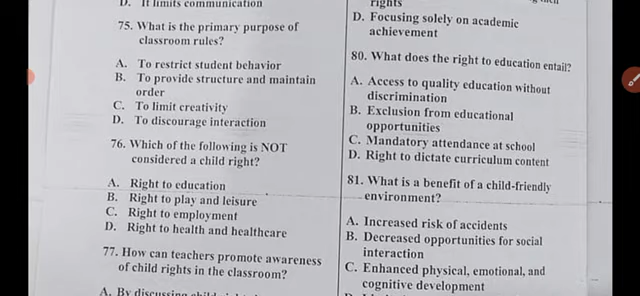 D. It limits communication
75. What is the primary purpose of
classroom rules?
A. To restrict student behavior
B. To provide structure and maintain
order
C. To limit creativity
D. To discourage interaction
76. Which of the following is NOT
considered a child right?
A. Right to education
B. Right to play and leisure
C. Right to employment
D. Right to health and healthcare
77. How can teachers promote awareness
of child rights in the classroom?
A. By discussing child
rights
D. Focusing solely on academic
achievement
80. What does the right to education entail?
A. Access to quality education without
discrimination
B. Exclusion from educational
opportunities
C. Mandatory attendance at school
D. Right to dictate curriculum content
81. What is a benefit of a child-friendly
environment?
A. Increased risk of accidents
B. Decreased opportunities for social
interaction
C. Enhanced physical, emotional, and
cognitive development